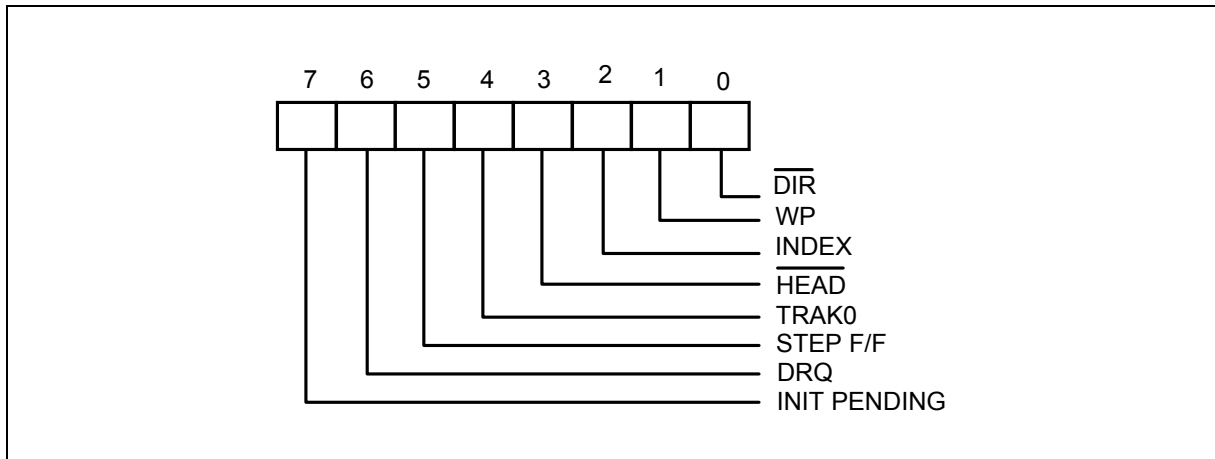 7 6 5 4 3 2 1 0
DIR
WP
INDEX
HEAD
TRAK0
STEP F/F
DRQ
INIT PENDING